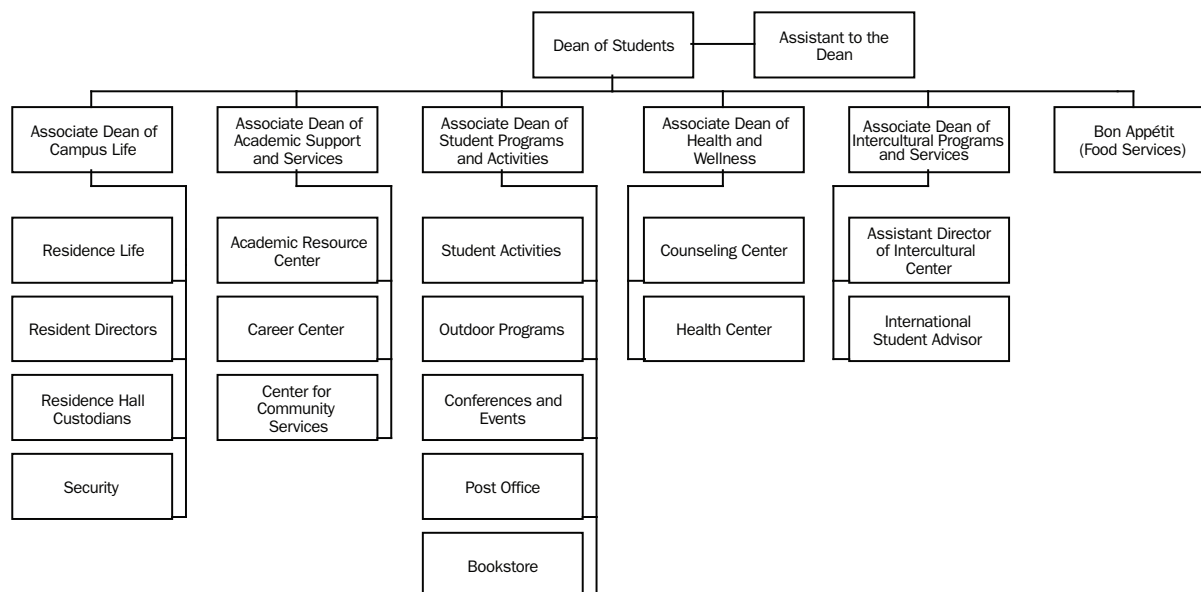 Dean of Students
Assistant to the
Dean
Associate Dean of
Campus Life
Associate Dean of
Academic Support
and Services
Associate Dean of
Student Programs
and Activities
Associate Dean of
Health and
Wellness
Associate Dean of
Intercultural Programs
and Services
Bon Appétit
(Food Services)
Residence Life
Academic Resource
Center
Student Activities
Counseling Center
Assistant Director
of Intercultural
Center
Resident Directors
Career Center
Outdoor Programs
Health Center
International
Student Advisor
Residence Hall
Custodians
Center for
Community
Services
Conferences and
Events
Security
Post Office
Bookstore